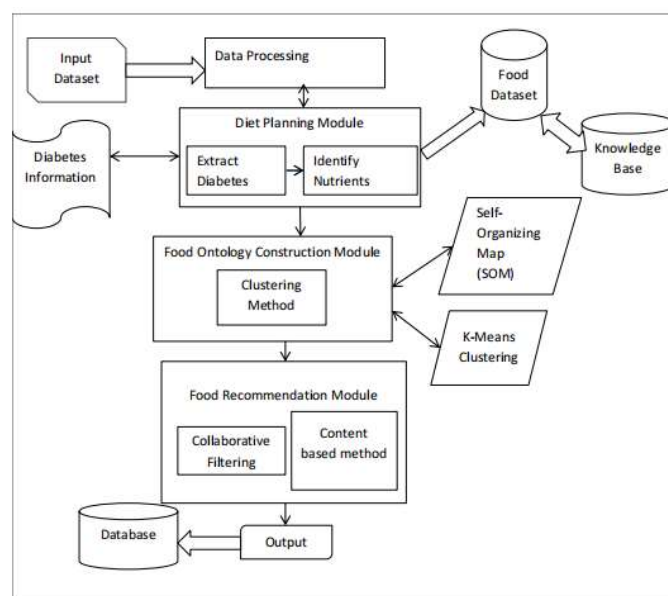 Input
Dataset
Data Processing
Food
Dataset
Knowledge
Base
Diabetes
Information
Diet Planning Module
Extract
Diabetes
Identify
Nutrients
Food Ontology Construction Module
Clustering
Method
Self-
Organizing
Map
(SOM)
K-Means
Clustering
Food Recommendation Module
Collaborative
Filtering
Content
based method
Database
Output